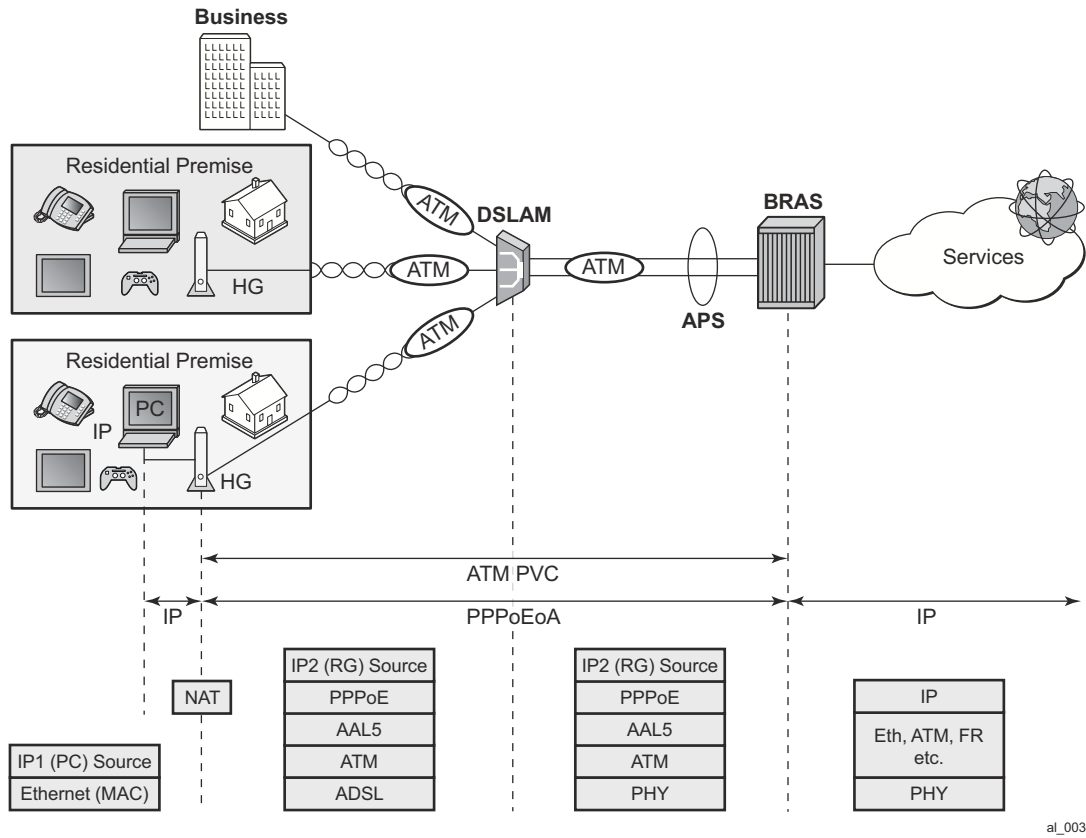 Business
Residential Premise
HG
ATM
ATM
ATM
DSLAM
ATM
APS
BRAS
Services
Residential Premise
PC
IP
HG
ATM PVC
IP
PPPoEoA
IP
NAT
IP1 (PC) Source
Ethernet (MAC)
IP2 (RG) Source
PPPoE
AAL5
ATM
ADSL
IP2 (RG) Source
PPPoE
AAL5
ATM
PHY
IP
Eth, ATM, FR
etc.
PHY
al_003